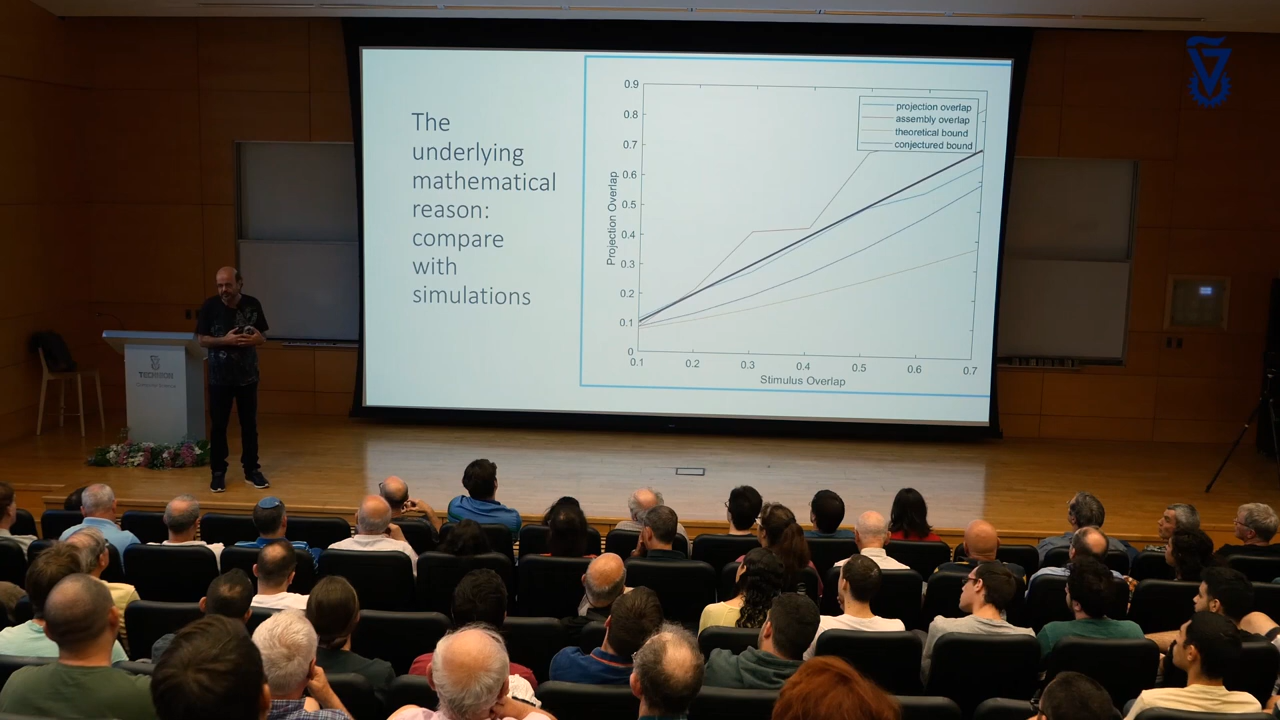 The
underlying
mathematical
reason:
compare
with
simulations
0.9
0.8
0.7
0.6
0.5
0.4
0.3
0.2
0.1
0
Projection Overlap
projection overlap
assembly overlap
theoretical bound
conjectured bound
0.1 0.2 0.3 0.4 0.5 0.6 0.7
Stimulus Overlap
TECHNION